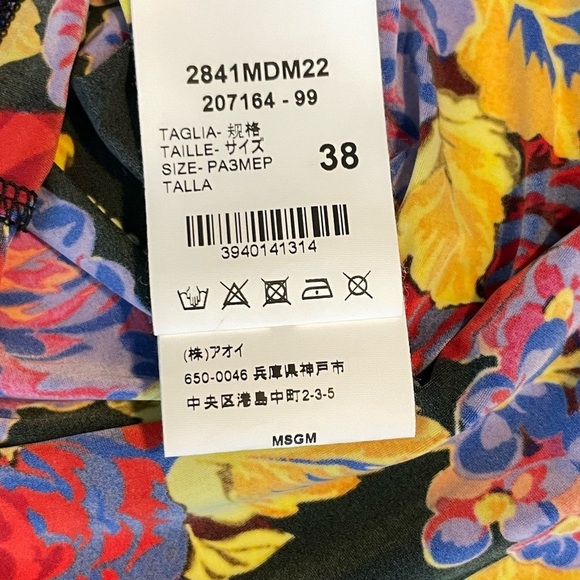 2841MDM22
207164 - 99
TAGLIA- 规格
TAILLE- サイズ
SIZE- РАЗМЕР
TALLA
38
3940141314
(株)アオイ
650-0046 兵庫県神戸市
中央区港島中町2-3-5
MSGM